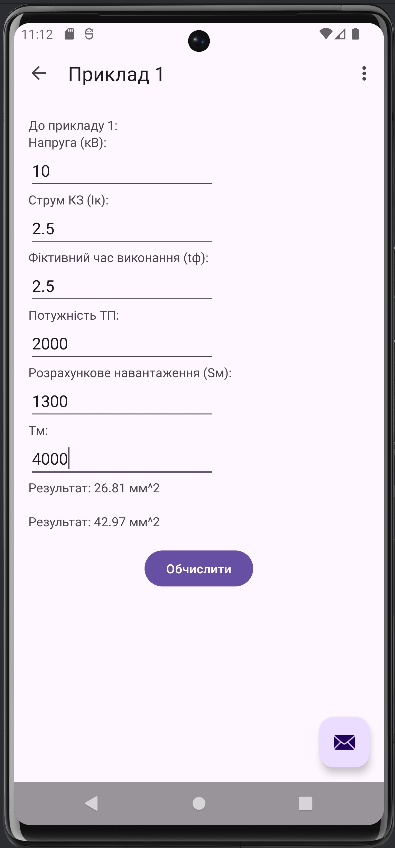 11:12
Приклад 1
До прикладу 1:
Напруга (кВ):
10
Струм КЗ (Ік):
2.5
Фіктивний час виконання (tф):
2.5
Потужність ТП:
2000
Розрахункове навантаження (Sм):
1300
Тм:
4000
Результат: 26.81 мм^2
Результат: 42.97 мм^2
Обчислити